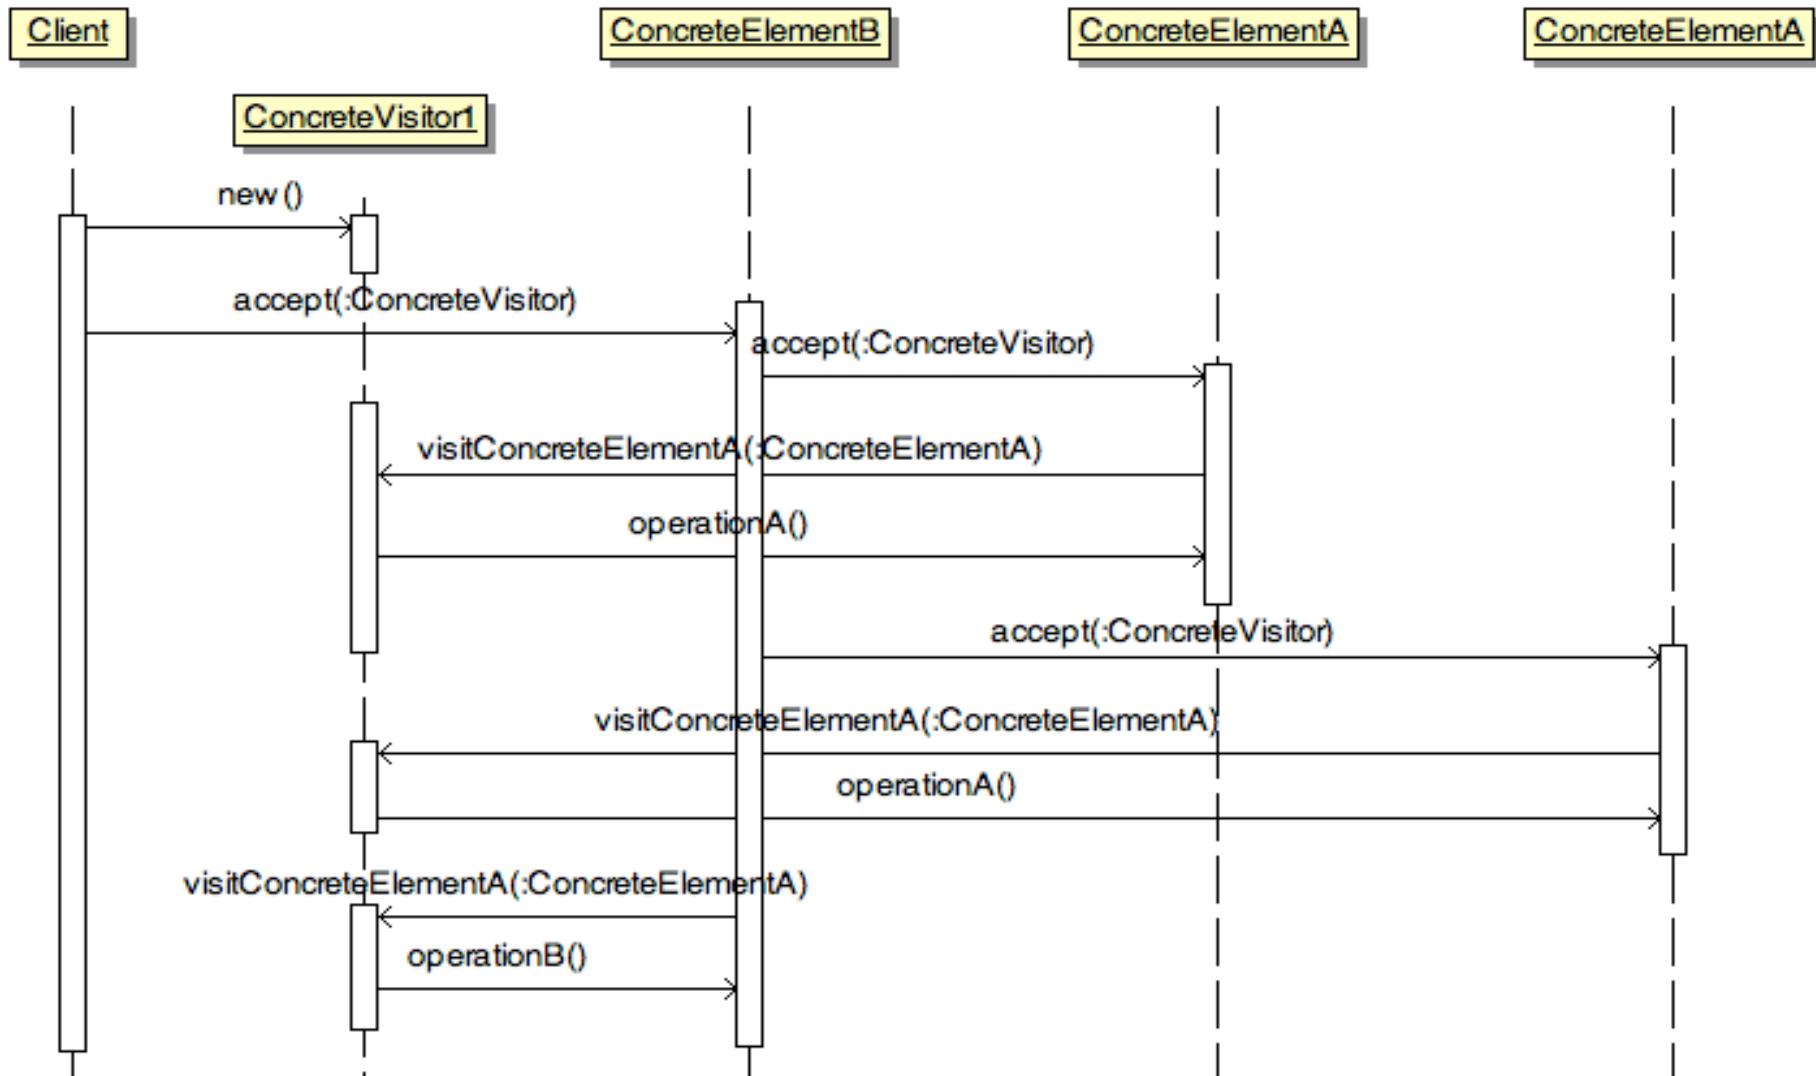 Client
ConcreteElementB
ConcreteElementA
ConcreteElementA
ConcreteVisitor1
new()
accept(:ConcreteVisitor)
accept(:ConcreteVisitor)
visitConcreteElementA(:ConcreteElementA)
operationA()
accept(:ConcreteVisitor)
visitConcreteElementA(:ConcreteElementA)
operationA()
visitConcreteElementA(:ConcreteElementA)
operationB()